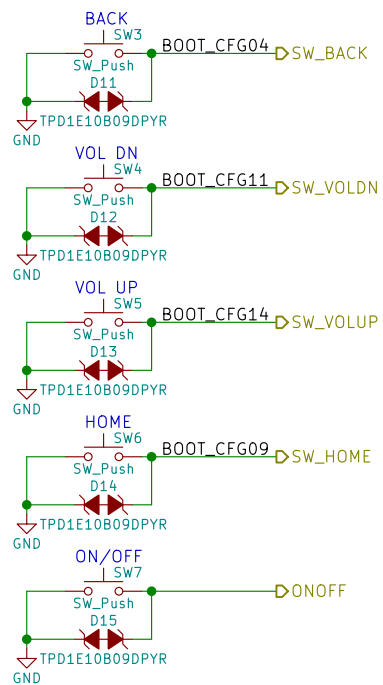 BACK
SW3
BOOT_CFG04
SW_BACK
SW_Push
D11
TPD1E10B09DPYR
GND
VOL DN
SW4
BOOT_CFG11
SW_VOLDN
SW_Push
D12
TPD1E10B09DPYR
GND
VOL UP
SW5
BOOT_CFG14
SW_VOLUP
SW_Push
D13
TPD1E10B09DPYR
GND
HOME
SW6
BOOT_CFG09
SW_HOME
SW_Push
D14
TPD1E10B09DPYR
GND
ON/OFF
SW7
ONOFF
SW_Push
D15
TPD1E10B09DPYR
GND